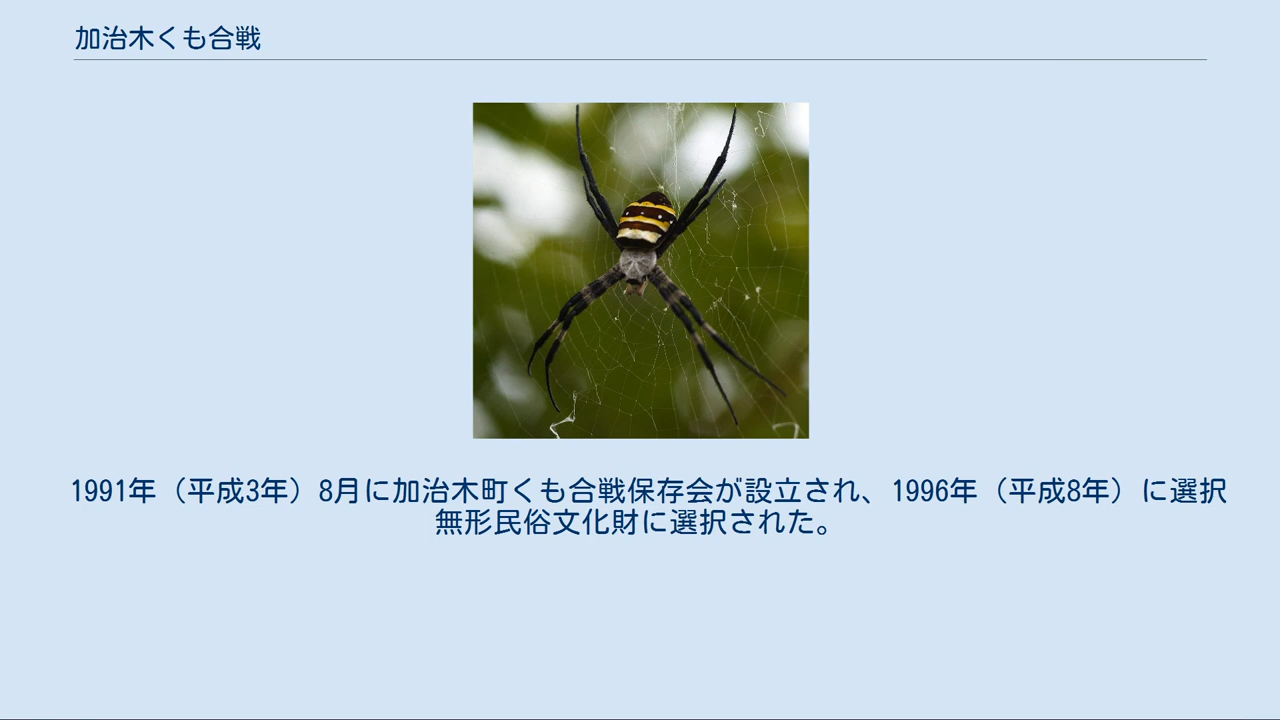 加治木くも合戦
1991年（平成3年）8月に加治木町くも合戦保存会が設立され、1996年（平成8年）に選択
無形民俗文化財に選択された。